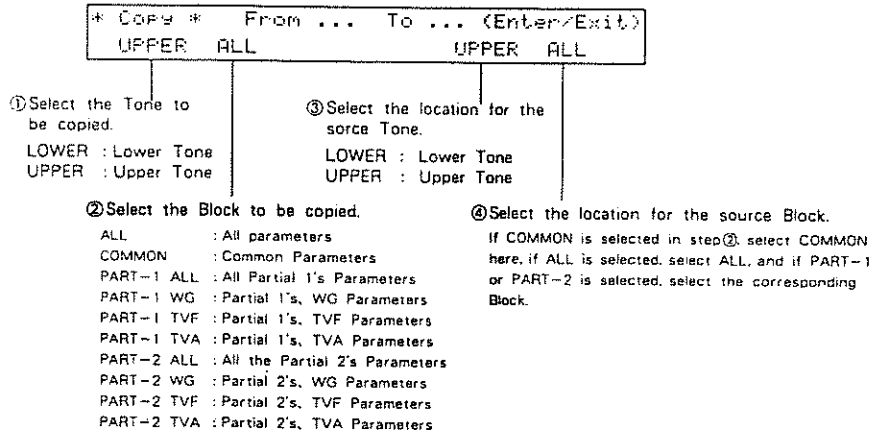 * Copy * From ... To ... (Enter/Exit)
UPPER ALL UPPER ALL
①Select the Tone to
be copied.
LOWER : Lower Tone
UPPER : Upper Tone
③Select the location for the
sorce Tone.
LOWER : Lower Tone
UPPER : Upper Tone
②Select the Block to be copied.
ALL : All parameters
COMMON : Common Parameters
PART-1 ALL : All Partial 1's Parameters
PART-1 WG : Partial 1's, WG Parameters
PART-1 TVF : Partial 1's, TVF Parameters
PART-1 TVA : Partial 1's, TVA Parameters
PART-2 ALL : All the Partial 2's Parameters
PART-2 WG : Partial 2's, WG Parameters
PART-2 TVF : Partial 2's, TVF Parameters
PART-2 TVA : Partial 2's, TVA Parameters
④Select the location for the source Block.
If COMMON is selected in step②, select COMMON
here, if ALL is selected, select ALL, and if PART-1
or PART-2 is selected, select the corresponding
Block.